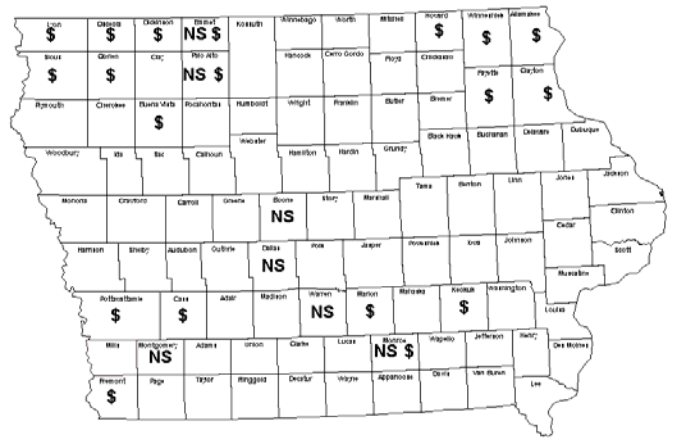 Lyon Osceola Dickinson Emmet Kossuth Winnebago Worth Mitchell Howard Winneshiek Allamakee
$ $ $ NS $ $ $ $
Sioux Obrien Clay Palo Alto Hancock Cerro Gordo Floyd Chickasaw Fayette Clayton
$ $ NS $ $ $
Plymouth Cherokee Buena Vista Pocahontas Humboldt Wright Franklin Butler Bremer
$
Webster Black Hawk Buchanan Delaware Dubuque
Woodbury Ida Sac Calhoun Hamilton Hardin Grundy
Tama Benton Linn Jones Jackson
Monona Crawford Carroll Greene Boone Story Marshall
NS
Cedar Clinton
Harrison Shelby Audubon Guthrie Dallas Polk Jasper Poweshiek Iowa Johnson Scott
NS
Muscatine
Pottawattamie Cass Adair Madison Warren Marion Mahaska Keokuk Washington
$ $ NS $ $
Louisa
Mills Montgomery Adams Union Clarke Lucas Monroe Wapello Jefferson Henry Des Moines
NS NS $
Fremont Page Taylor Ringgold Decatur Wayne Appanoose Davis Van Buren Lee
$